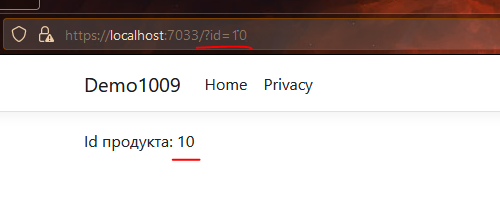 https://localhost:7033/?id=10
Demo1009 Home Privacy
Id продукта: 10